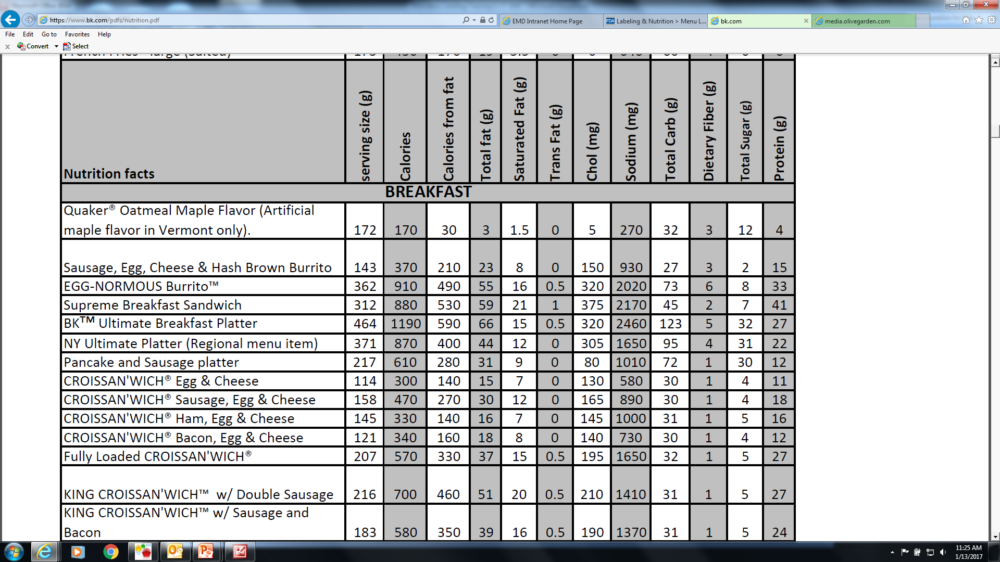 https://www.bk.com/pdfs/nutrition.pdf
EMD Intranet Home Page
FDA Labeling & Nutrition > Menu L...
bk.com
media.olivegarden.com
File Edit Go to Favorites Help
x Convert Select
French Fries - large (Salted)
Nutrition facts serving size (g) Calories Calories from fat Total fat (g) Saturated Fat (g) Trans Fat (g) Chol (mg) Sodium (mg) Total Carb (g) Dietary Fiber (g) Total Sugar (g) Protein (g)
BREAKFAST
Quaker® Oatmeal Maple Flavor (Artificial
maple flavor in Vermont only). 172 170 30 3 1.5 0 5 270 32 3 12 4
Sausage, Egg, Cheese & Hash Brown Burrito 143 370 210 23 8 0 150 930 27 3 2 15
EGG-NORMOUS Burrito™ 362 910 490 55 16 0.5 320 2020 73 6 8 33
Supreme Breakfast Sandwich 312 880 530 59 21 1 375 2170 45 2 7 41
BK™ Ultimate Breakfast Platter 464 1190 590 66 15 0.5 320 2460 123 5 32 27
NY Ultimate Platter (Regional menu item) 371 870 400 44 12 0 305 1650 95 4 31 22
Pancake and Sausage platter 217 610 280 31 9 0 80 1010 72 1 30 12
CROISSAN'WICH® Egg & Cheese 114 300 140 15 7 0 130 580 30 1 4 11
CROISSAN'WICH® Sausage, Egg & Cheese 158 470 270 30 12 0 165 890 30 1 4 18
CROISSAN'WICH® Ham, Egg & Cheese 145 330 140 16 7 0 145 1000 31 1 5 16
CROISSAN'WICH® Bacon, Egg & Cheese 121 340 160 18 8 0 140 730 30 1 4 12
Fully Loaded CROISSAN'WICH® 207 570 330 37 15 0.5 195 1650 32 1 5 27
KING CROISSAN'WICH™ w/ Double Sausage 216 700 460 51 20 0.5 210 1410 31 1 5 27
KING CROISSAN'WICH™ w/ Sausage and
Bacon 183 580 350 39 16 0.5 190 1370 31 1 5 24
11:25 AM
1/13/2017